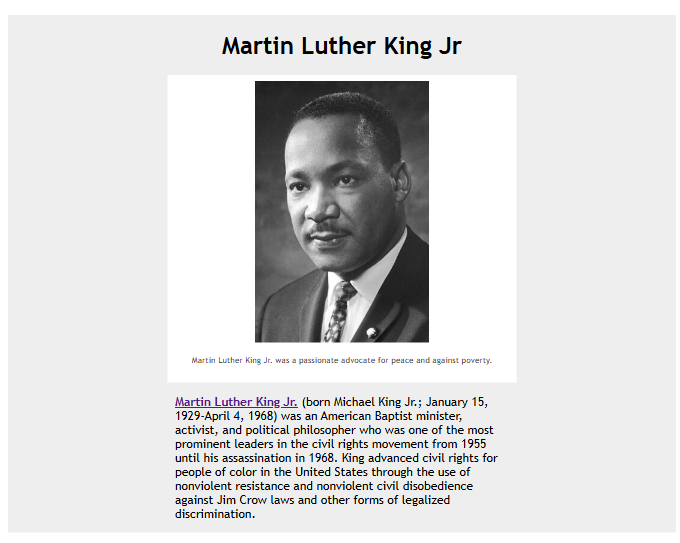 Martin Luther King Jr
Martin Luther King Jr. was a passionate advocate for peace and against poverty.
Martin Luther King Jr. (born Michael King Jr.; January 15,
1929-April 4, 1968) was an American Baptist minister,
activist, and political philosopher who was one of the most
prominent leaders in the civil rights movement from 1955
until his assassination in 1968. King advanced civil rights for
people of color in the United States through the use of
nonviolent resistance and nonviolent civil disobedience
against Jim Crow laws and other forms of legalized
discrimination.